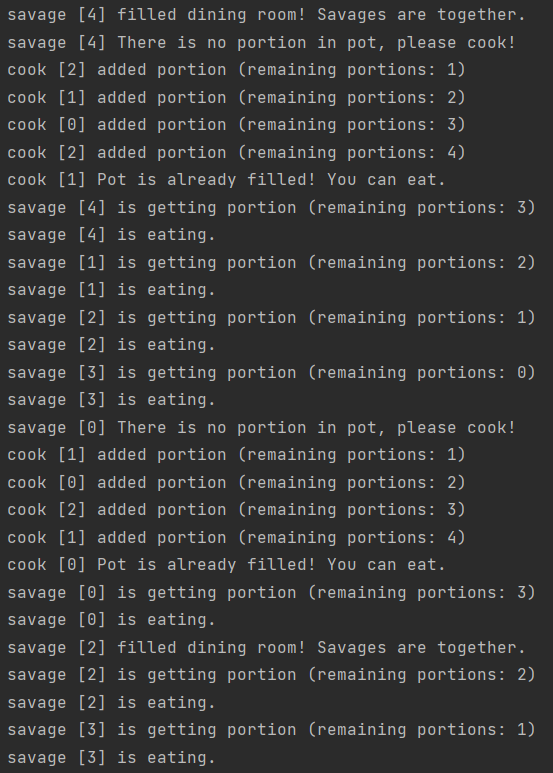 savage [4] filled dining room! Savages are together.
savage [4] There is no portion in pot, please cook!
cook [2] added portion (remaining portions: 1)
cook [1] added portion (remaining portions: 2)
cook [0] added portion (remaining portions: 3)
cook [2] added portion (remaining portions: 4)
cook [1] Pot is already filled! You can eat.
savage [4] is getting portion (remaining portions: 3)
savage [4] is eating.
savage [1] is getting portion (remaining portions: 2)
savage [1] is eating.
savage [2] is getting portion (remaining portions: 1)
savage [2] is eating.
savage [3] is getting portion (remaining portions: 0)
savage [3] is eating.
savage [0] There is no portion in pot, please cook!
cook [1] added portion (remaining portions: 1)
cook [0] added portion (remaining portions: 2)
cook [2] added portion (remaining portions: 3)
cook [1] added portion (remaining portions: 4)
cook [0] Pot is already filled! You can eat.
savage [0] is getting portion (remaining portions: 3)
savage [0] is eating.
savage [2] filled dining room! Savages are together.
savage [2] is getting portion (remaining portions: 2)
savage [2] is eating.
savage [3] is getting portion (remaining portions: 1)
savage [3] is eating.